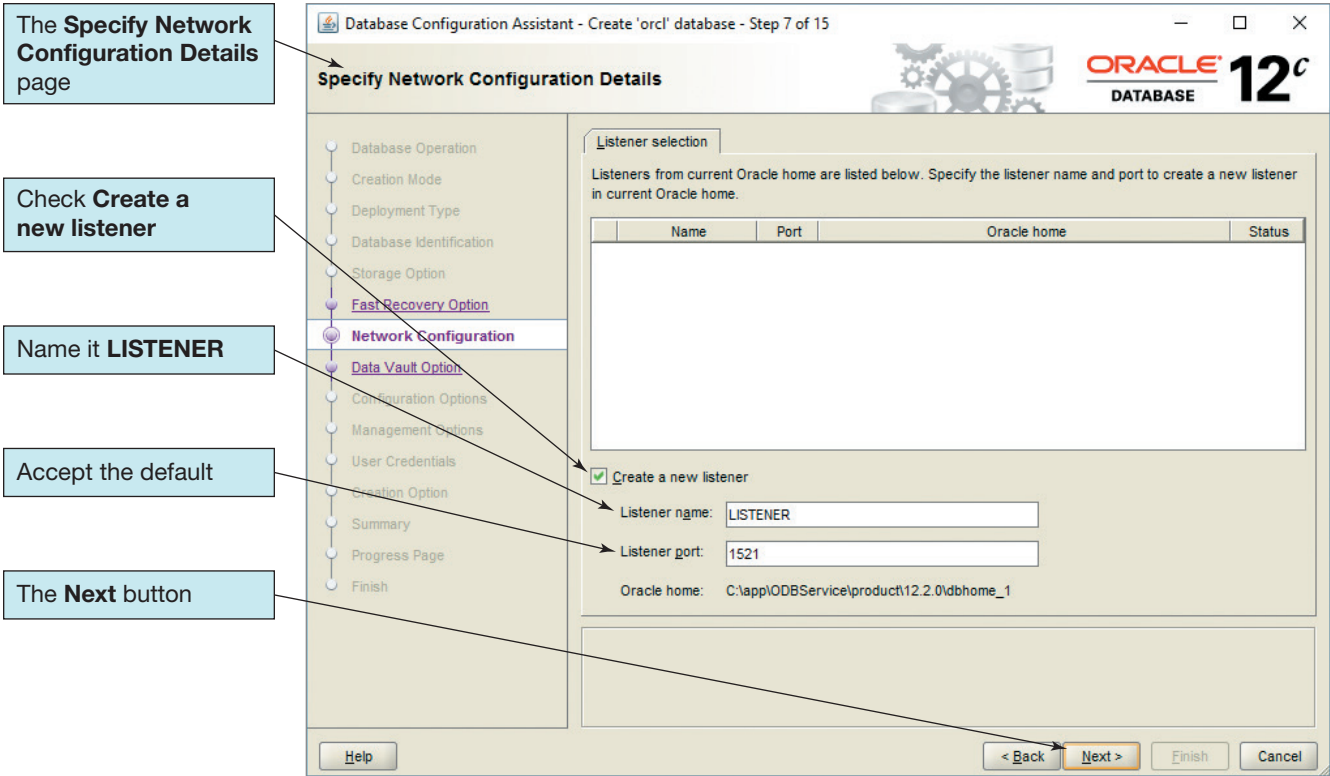 The Specify Network
Configuration Details
page
Check Create a
new listener
Name it LISTENER
Accept the default
The Next button
Database Configuration Assistant - Create 'orcl' database - Step 7 of 15
Specify Network Configuration Details
ORACLE
DATABASE
12c
Database Operation
Creation Mode
Deployment Type
Database Identification
Storage Option
Fast Recovery Option
Network Configuration
Data Vault Option
Configuration Options
Management Options
User Credentials
Creation Option
Summary
Progress Page
Finish
Listener selection
Listeners from current Oracle home are listed below. Specify the listener name and port to create a new listener
in current Oracle home.
Name Port Oracle home Status
Create a new listener
Listener name: LISTENER
Listener port: 1521
Oracle home: C:\app\ODBService\product\12.2.0\dbhome_1
Help < Back Next > Finish Cancel